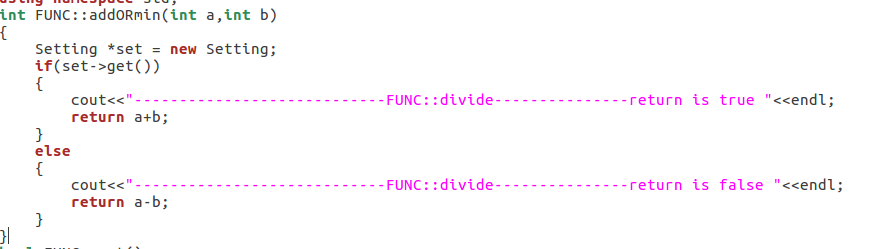 using namespace std;
int FUNC::addORmin(int a,int b)
{
    Setting *set = new Setting;
    if(set->get())
    {
        cout<<"----------------------------FUNC::divide---------------return is true "<<endl;
        return a+b;
    }
    else
    {
        cout<<"----------------------------FUNC::divide---------------return is false "<<endl;
        return a-b;
    }
}